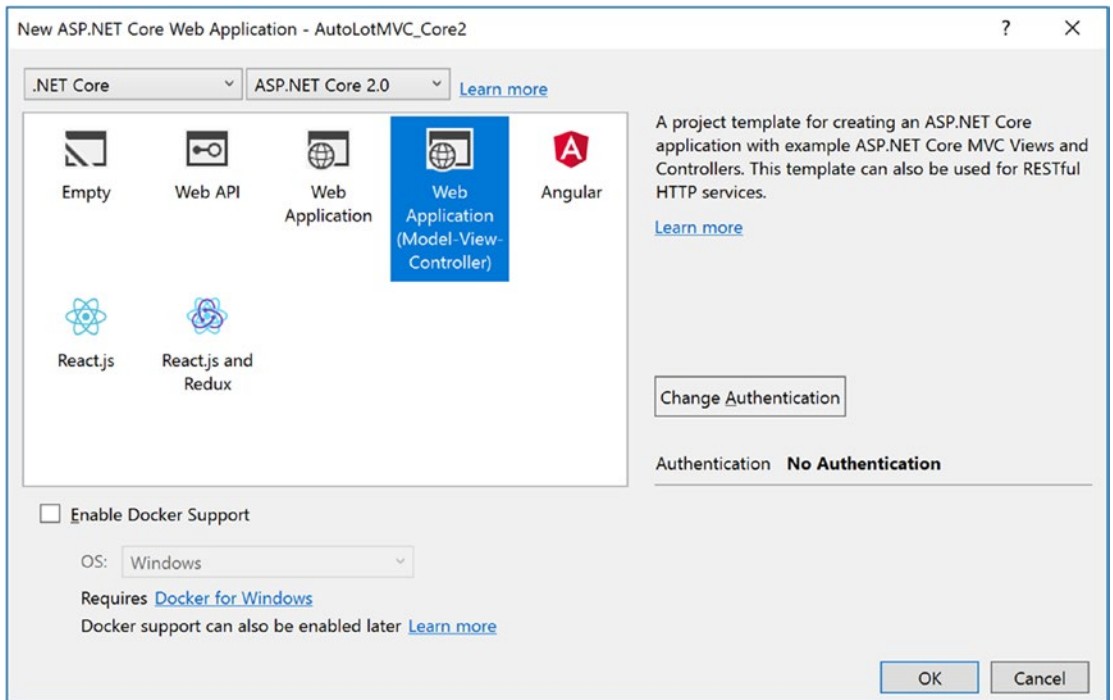 New ASP.NET Core Web Application - AutoLotMVC_Core2
?
.NET Core
ASP.NET Core 2.0
Learn more
Empty
Web API
Web
Application
Web
Application
(Model-View-
Controller)
Angular
React.js
React.js and
Redux
A project template for creating an ASP.NET Core
application with example ASP.NET Core MVC Views and
Controllers. This template can also be used for RESTful
HTTP services.
Learn more
Change Authentication
Authentication No Authentication
Enable Docker Support
OS: Windows
Requires Docker for Windows
Docker support can also be enabled later Learn more
OK
Cancel